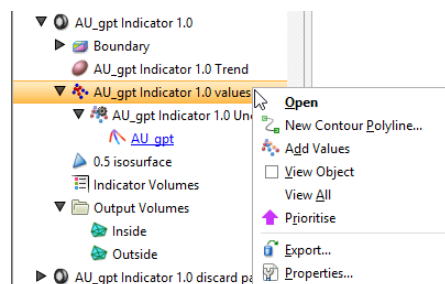 AU_gpt Indicator 1.0
Boundary
AU_gpt Indicator 1.0 Trend
AU_gpt Indicator 1.0 values
Open
New Contour Polyline...
AU_gpt Indicator 1.0
Add Values
AU_gpt
View Object
0.5 isosurface
Indicator Volumes
View All
Output Volumes
Prioritise
Inside
Export...
Outside
AU_gpt Indicator 1.0 discard
Properties...